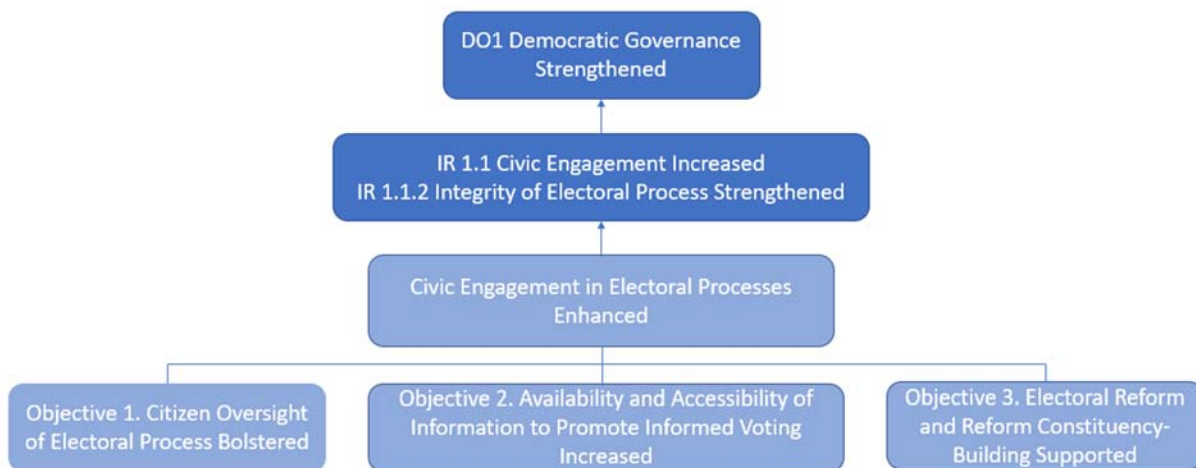 DO1 Democratic Governance
Strengthened
IR 1.1 Civic Engagement Increased
IR 1.1.2 Integrity of Electoral Process Strengthened
Civic Engagement in Electoral Processes
Enhanced
Objective 1. Citizen Oversight
of Electoral Process Bolstered
Objective 2. Availability and Accessibility of
Information to Promote Informed Voting
Increased
Objective 3. Electoral Reform
and Reform Constituency-
Building Supported